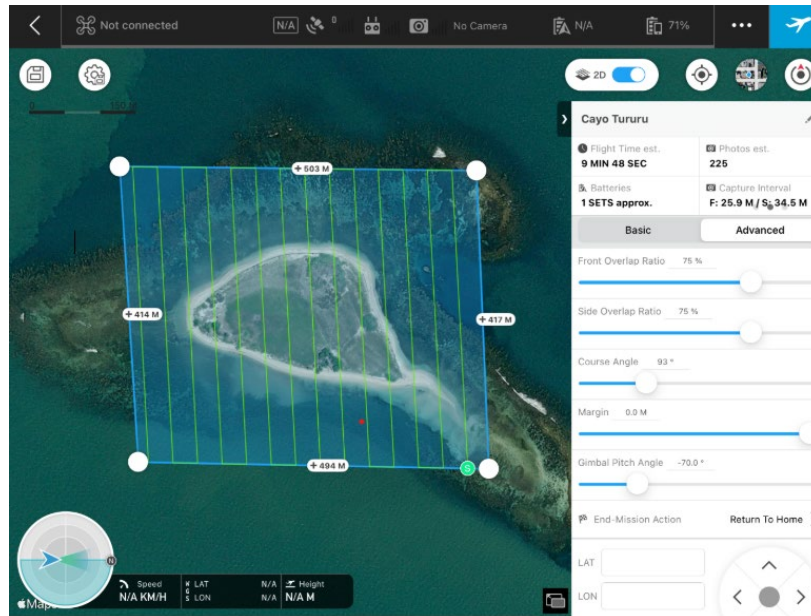 Not connected
N/A
0
No Camera
N/A
71%
2D
0
150 M
Cayo Tururu
Flight Time est.
9 MIN 48 SEC
Photos est.
225
Batteries
1 SETS approx.
Capture Interval
F: 25.9 M / S: 34.5 M
Basic
Advanced
Front Overlap Ratio 75 %
Side Overlap Ratio 75 %
Course Angle 93 °
Margin 0.0 M
Gimbal Pitch Angle -70.0 °
End-Mission Action Return To Home
LAT
LON
+ 503 M
+ 414 M
+ 417 M
+ 494 M
S
N
Speed
N/A KM/H
WGS
LAT N/A
LON N/A
Height
N/A M
Maps